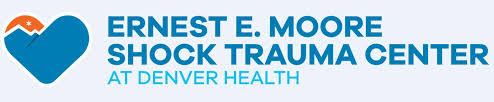 ERNEST E. MOORE
SHOCK TRAUMA CENTER
AT DENVER HEALTH